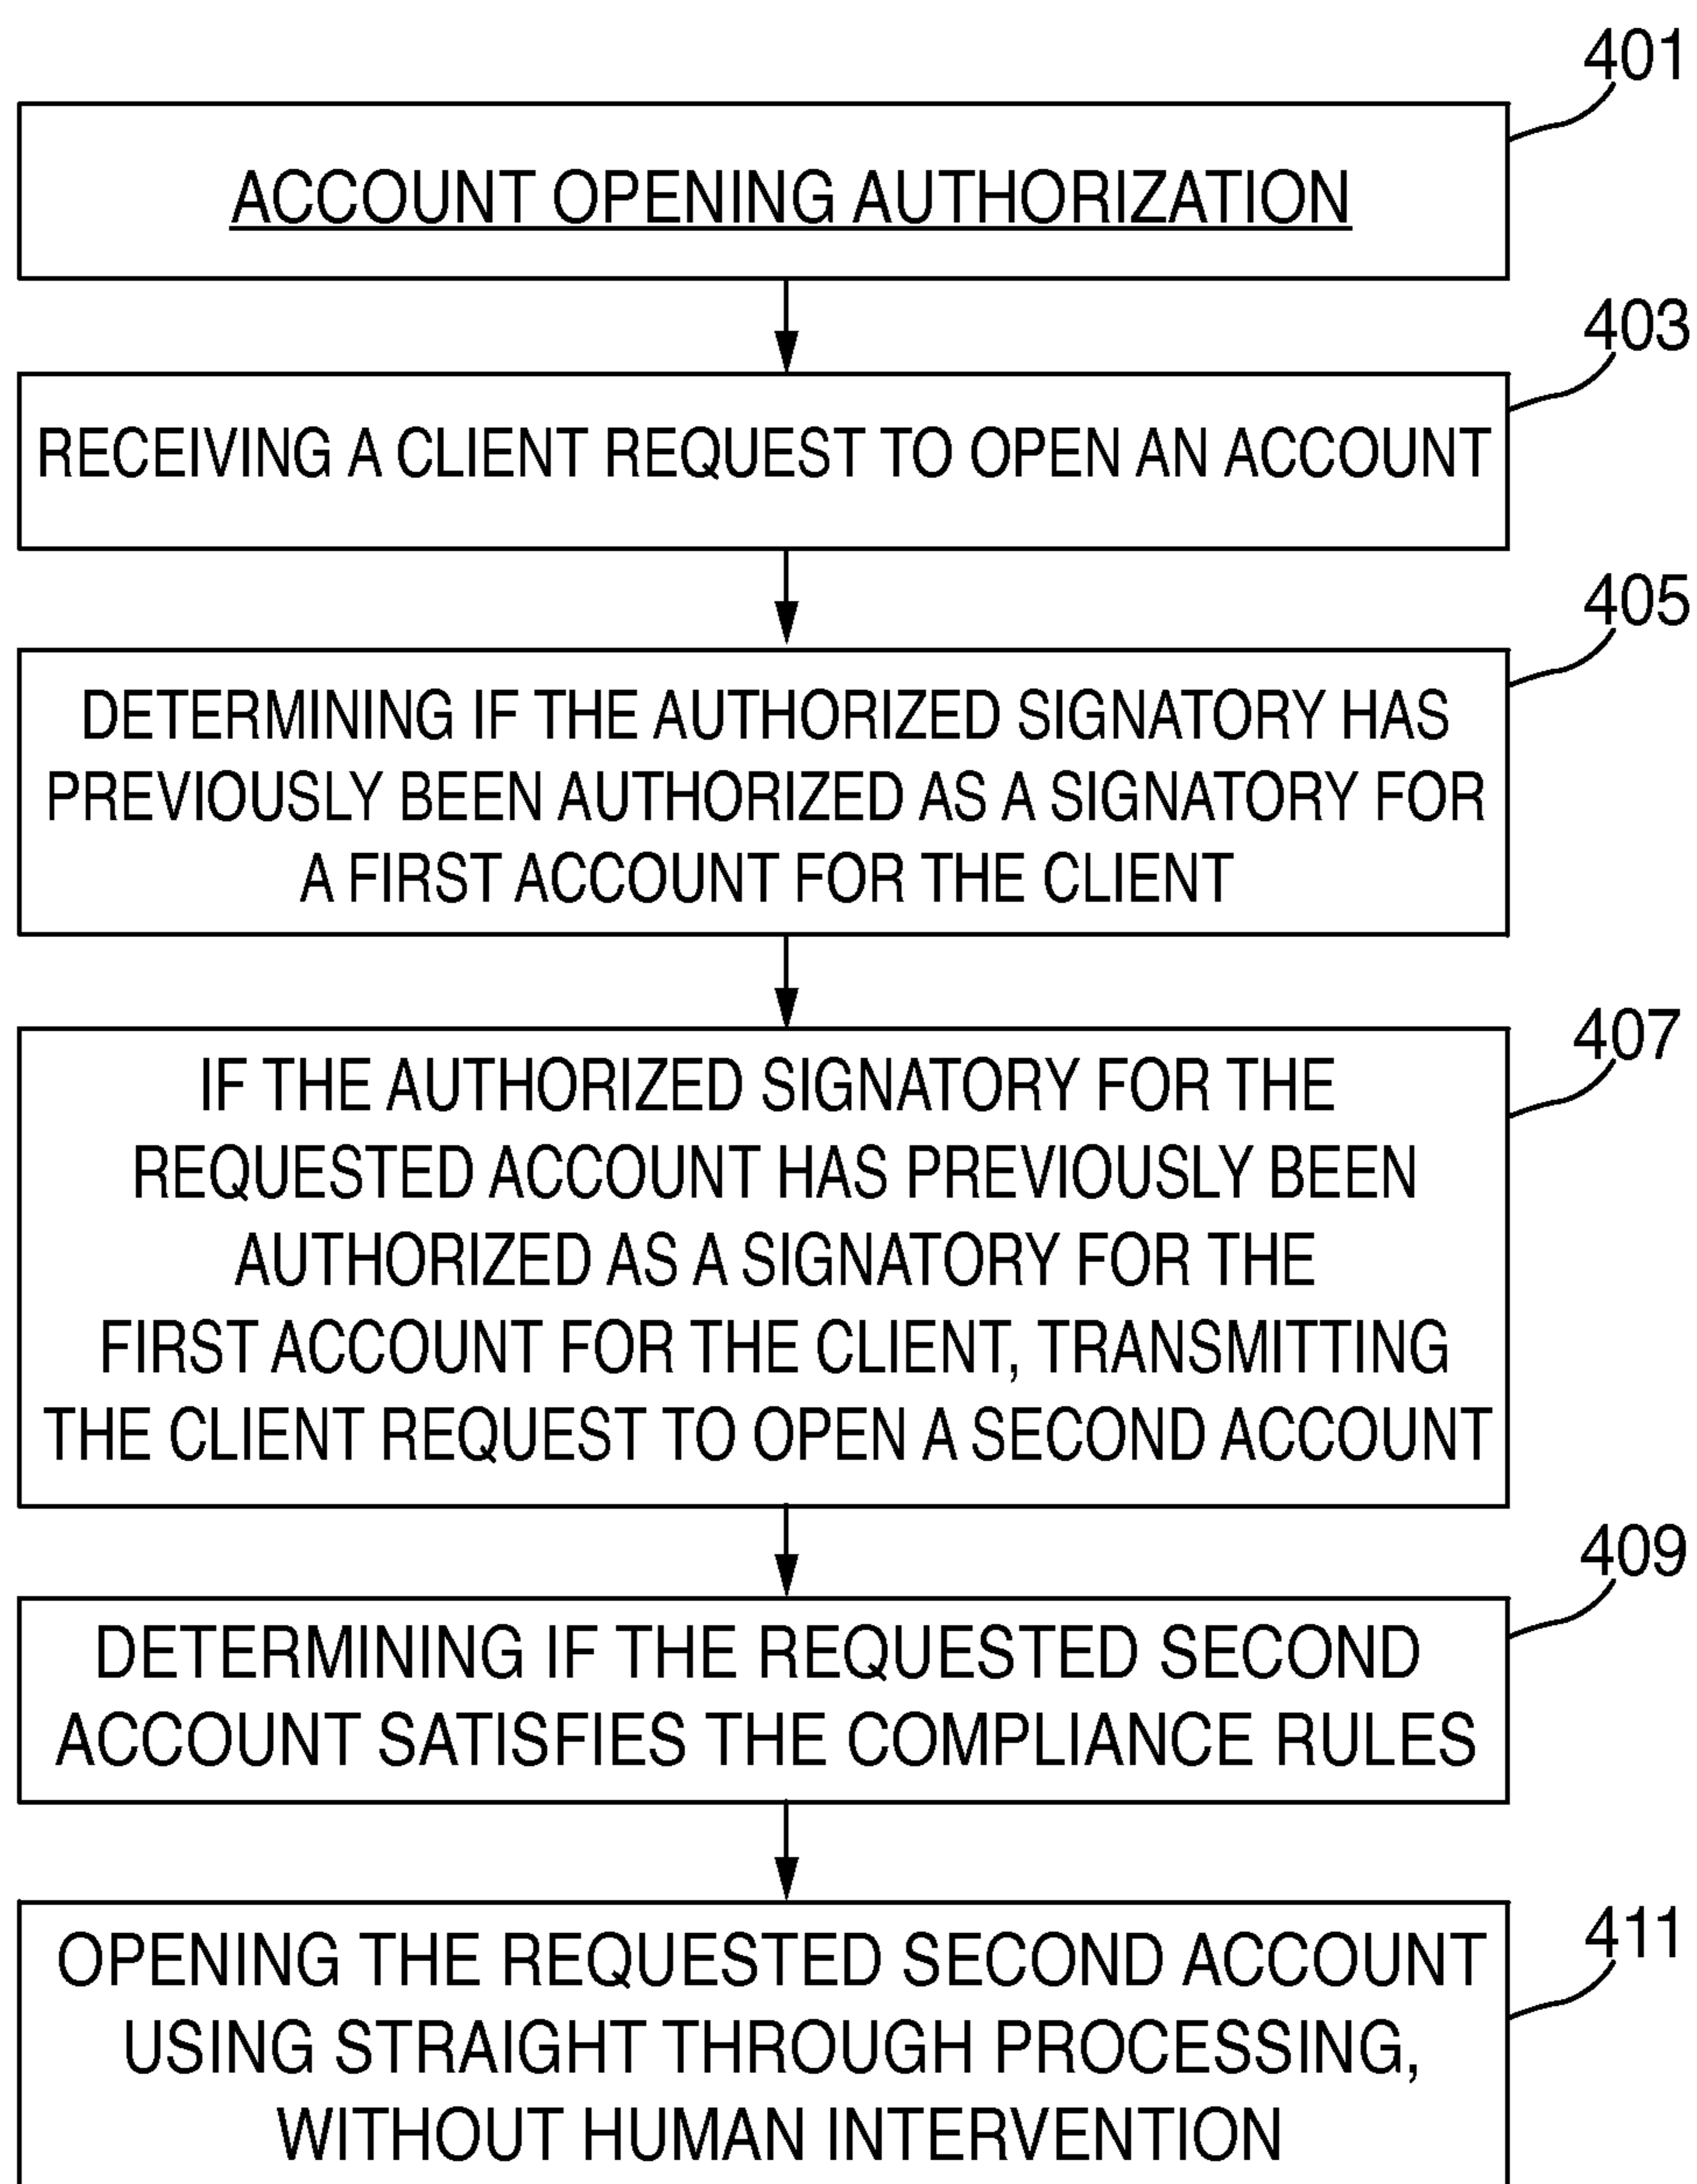 401
ACCOUNT OPENING AUTHORIZATION
403
RECEIVING A CLIENT REQUEST TO OPEN AN ACCOUNT
405
DETERMINING IF THE AUTHORIZED SIGNATORY HAS
PREVIOUSLY BEEN AUTHORIZED AS A SIGNATORY FOR
A FIRST ACCOUNT FOR THE CLIENT
407
IF THE AUTHORIZED SIGNATORY FOR THE
REQUESTED ACCOUNT HAS PREVIOUSLY BEEN
AUTHORIZED AS A SIGNATORY FOR THE
FIRST ACCOUNT FOR THE CLIENT, TRANSMITTING
THE CLIENT REQUEST TO OPEN A SECOND ACCOUNT
409
DETERMINING IF THE REQUESTED SECOND
ACCOUNT SATISFIES THE COMPLIANCE RULES
411
OPENING THE REQUESTED SECOND ACCOUNT
USING STRAIGHT THROUGH PROCESSING,
WITHOUT HUMAN INTERVENTION